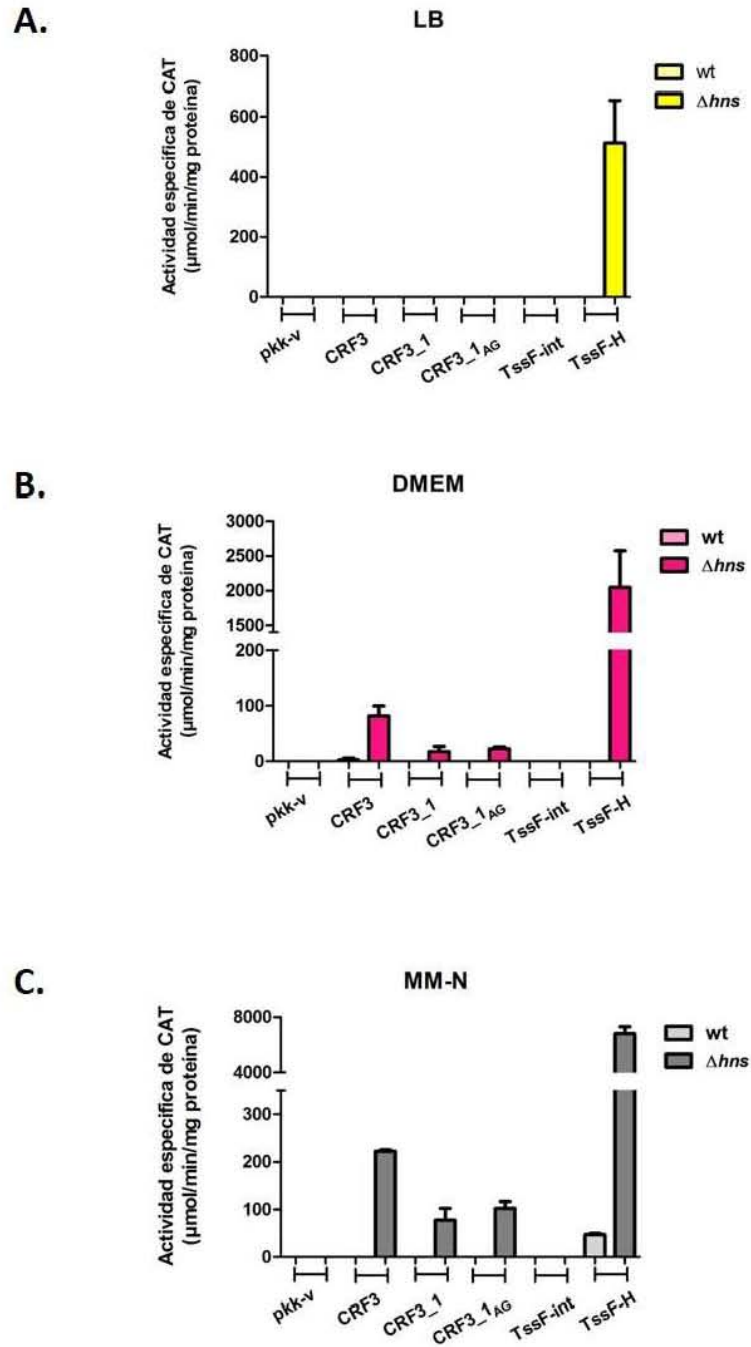 A.
LB
Actividad específica de CAT
(µmol/min/mg proteína)
800
600
400
200
0
pkk-v
CRF3
CRF3_1
CRF3_1AG
TssF-int
TssF-H
wt
Δhns
B.
DMEM
Actividad específica de CAT
(µmol/min/mg proteína)
3000
2500
2000
1500
200
100
0
pkk-v
CRF3
CRF3_1
CRF3_1AG
TssF-int
TssF-H
wt
Δhns
C.
MM-N
Actividad específica de CAT
(µmol/min/mg proteína)
8000
4000
300
200
100
0
pkk-v
CRF3
CRF3_1
CRF3_1AG
TssF-int
TssF-H
wt
Δhns